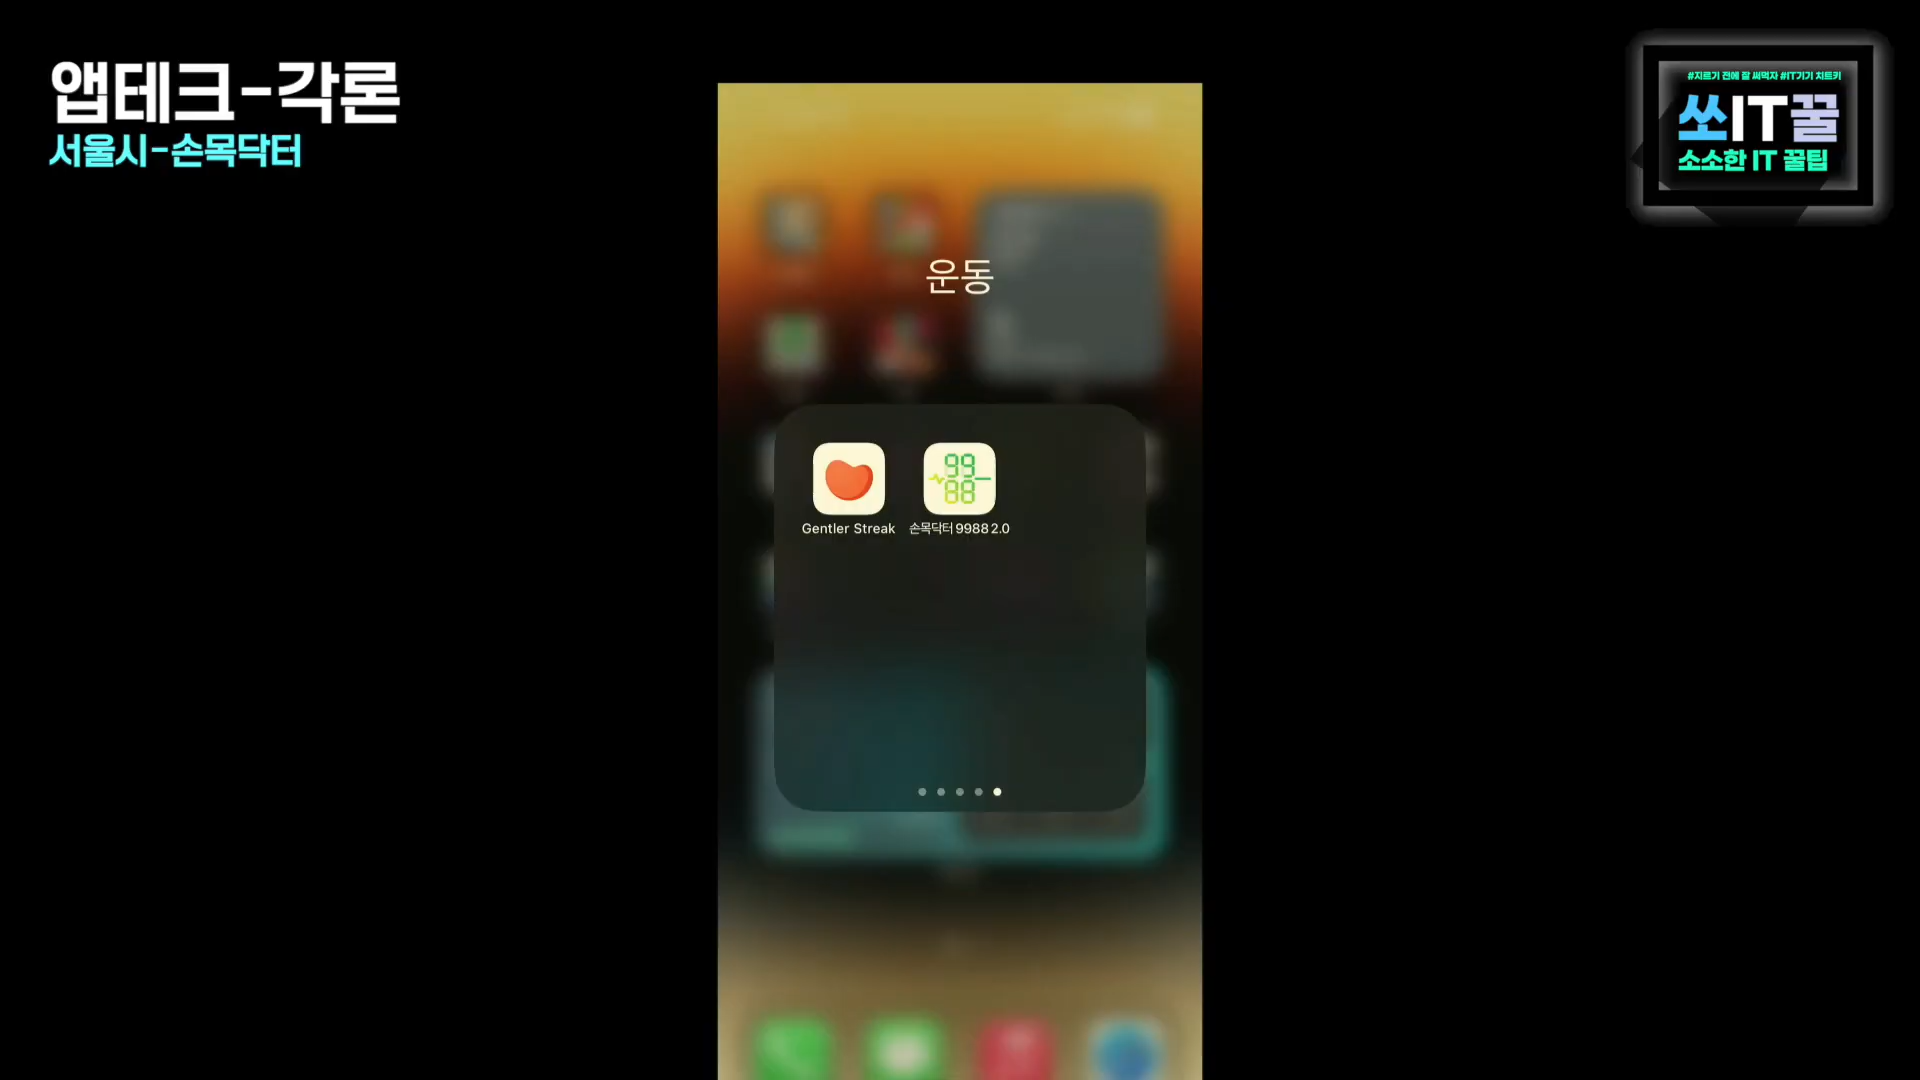 앱테크-각론
서울시-손목닥터
#지르기 전에 잘 써먹자 #IT기기 치트키
쏘IT꿀
소소한 IT 꿀팁
운동
99
88
Gentler Streak
손목닥터 9988 2.0